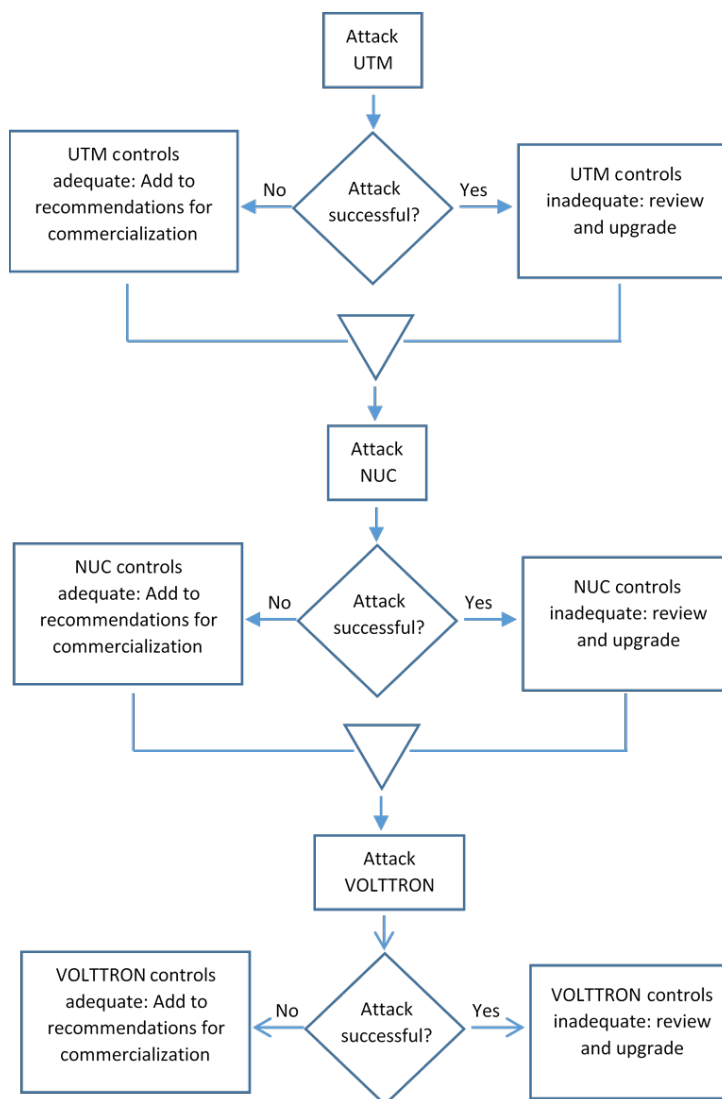 Attack
UTM
UTM controls
adequate: Add to
recommendations for
commercialization
No
Attack
successful?
Yes
UTM controls
inadequate: review
and upgrade
Attack
NUC
NUC controls
adequate: Add to
recommendations for
commercialization
No
Attack
successful?
Yes
NUC controls
inadequate: review
and upgrade
Attack
VOLTTRON
VOLTTRON controls
adequate: Add to
recommendations for
commercialization
No
Attack
successful?
Yes
VOLTTRON controls
inadequate: review
and upgrade